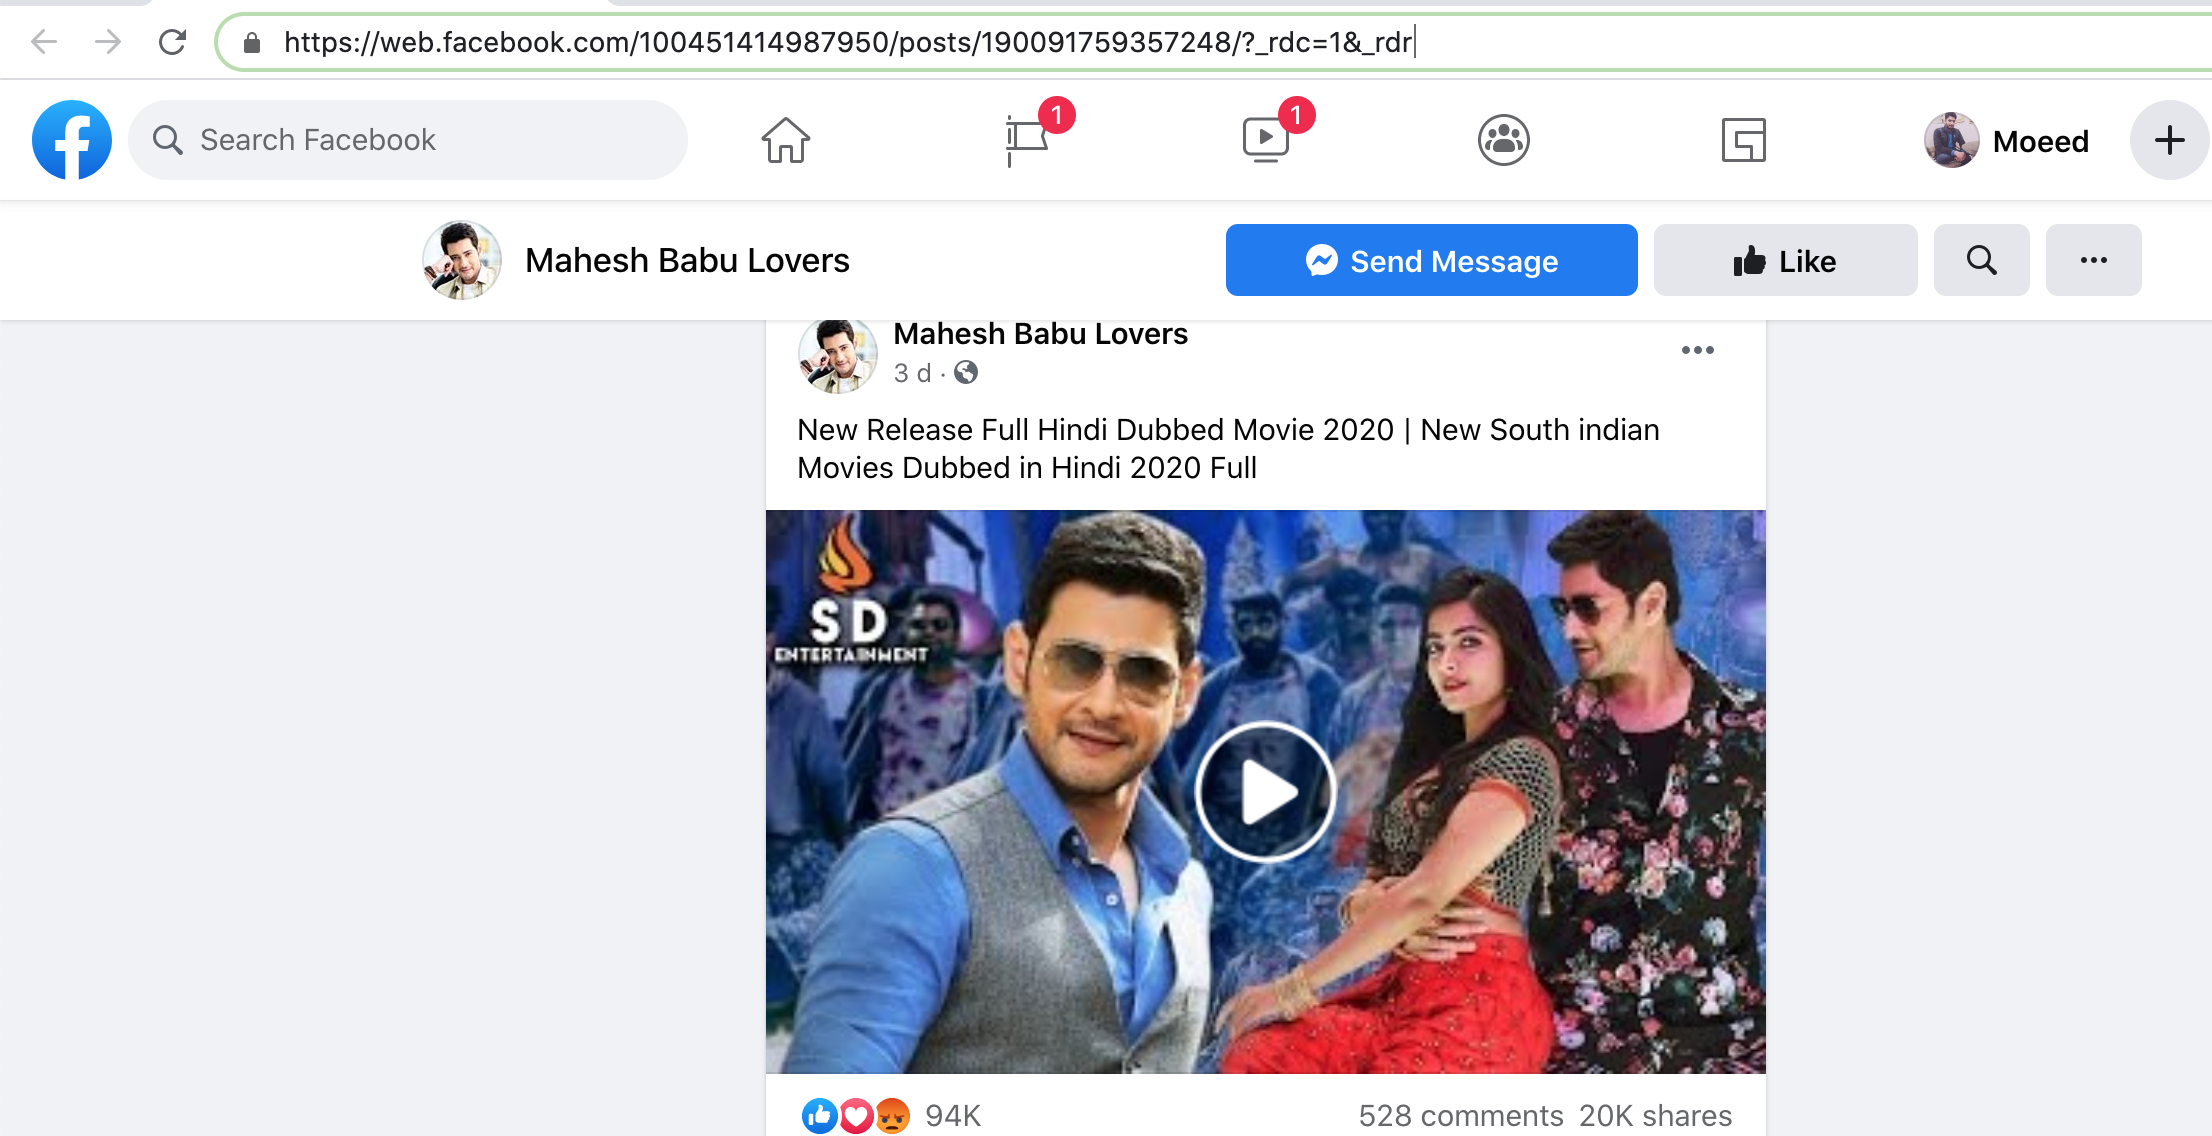 https://web.facebook.com/100451414987950/posts/190091759357248/?_rdc=1&_rdr
Search Facebook
1
1
Moeed
Mahesh Babu Lovers
Send Message
Like
Mahesh Babu Lovers
3 d ·
New Release Full Hindi Dubbed Movie 2020 | New South indian
Movies Dubbed in Hindi 2020 Full
S D
ENTERTAINMENT
94K
528 comments 20K shares